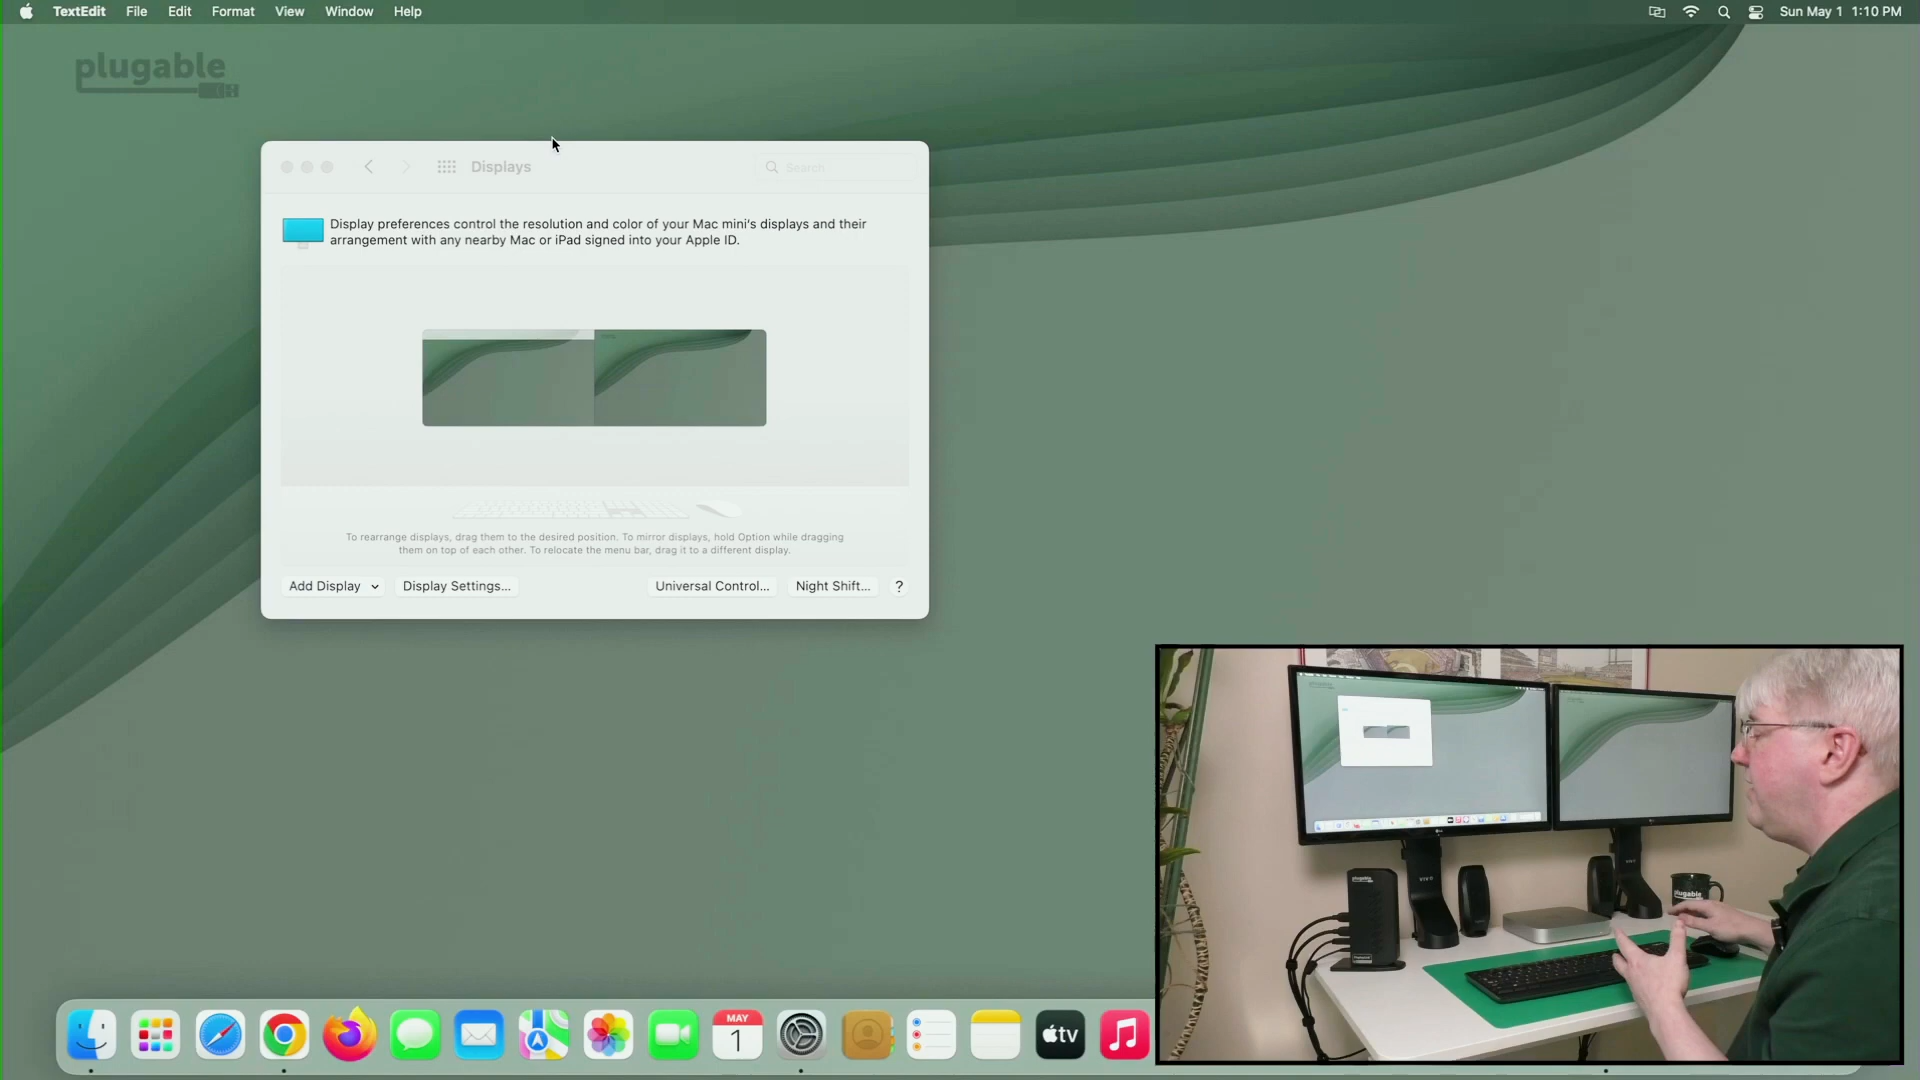 TextEdit File Edit Format View Window Help
Sun May 1 1:10 PM
plugable
Displays
Search
Display preferences control the resolution and color of your Mac mini's displays and their
arrangement with any nearby Mac or iPad signed into your Apple ID.
To rearrange displays, drag them to the desired position. To mirror displays, hold Option while dragging
them on top of each other. To relocate the menu bar, drag it to a different display.
Add Display
Display Settings...
Universal Control...
Night Shift...
?
plugable
plugable
MAY
1
tv